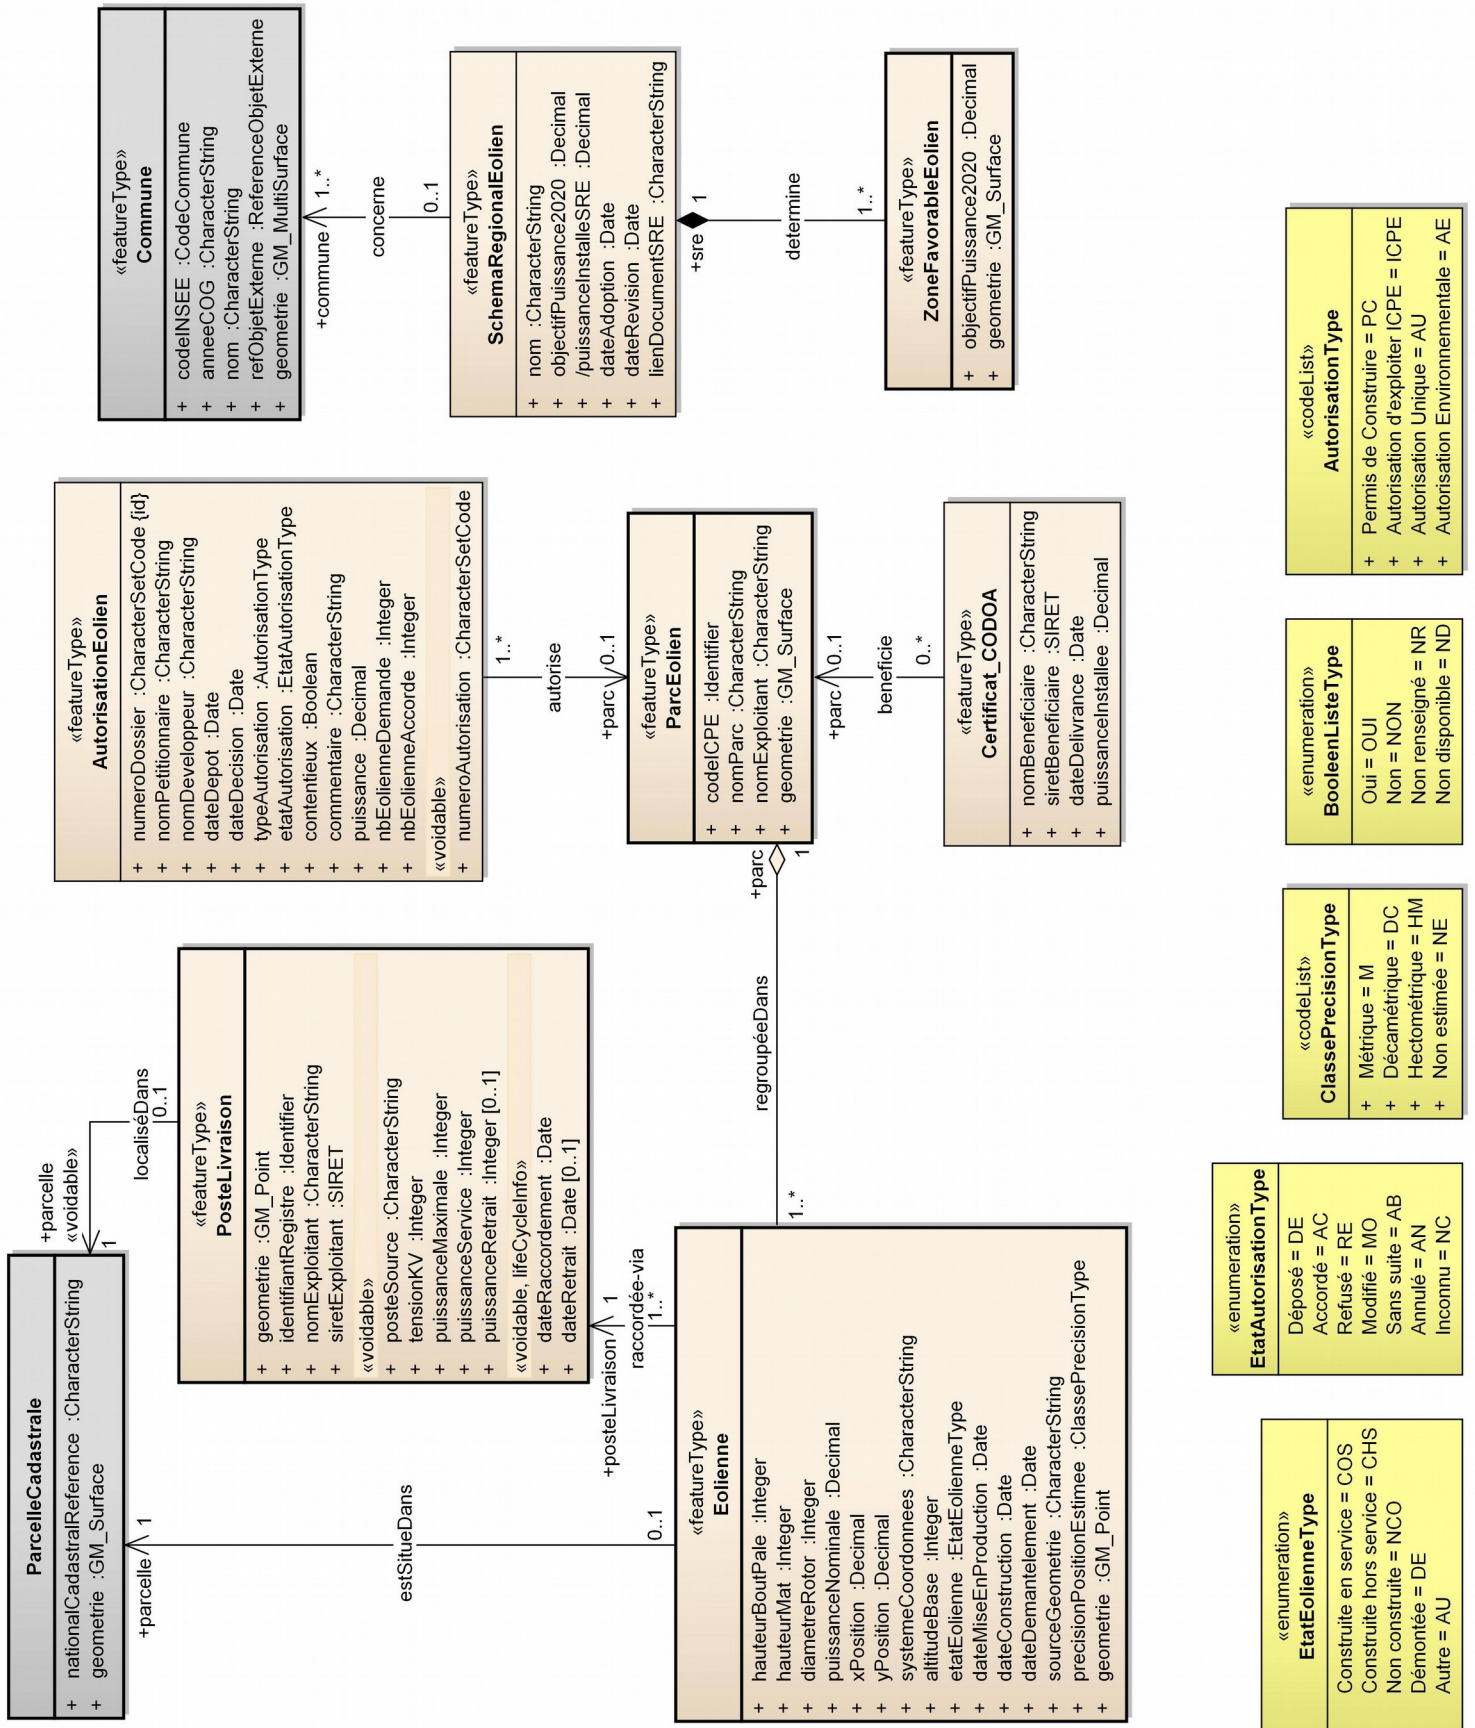 ParcelleCadastrale
+ nationalCadastralReference :CharacterString
+ geometrie :GM_Surface
+parcelle
«voidable»
1
localiséDans
0..1
+parcelle
1
estSitueDans
0..1
«featureType»
PosteLivraison
+ geometrie :GM_Point
+ identifiantRegistre :Identifier
+ nomExploitant :CharacterString
+ siretExploitant :SIRET
«voidable»
+ posteSource :CharacterString
+ tensionKV :Integer
+ puissanceMaximale :Integer
+ puissanceService :Integer
+ puissanceRetrait :Integer [0..1]
«voidable, lifeCycleInfo»
+ dateRaccordement :Date
+ dateRetrait :Date [0..1]
+posteLivraison
1
raccordée-via
1..*
«featureType»
Eolienne
+ hauteurBoutPale :Integer
+ hauteurMat :Integer
+ diametreRotor :Integer
+ puissanceNominale :Decimal
+ xPosition :Decimal
+ yPosition :Decimal
+ systemeCoordonnees :CharacterString
+ altitudeBase :Integer
+ etatEolienne :EtatEolienneType
+ dateMiseEnProduction :Date
+ dateConstruction :Date
+ dateDemantelement :Date
+ sourceGeometrie :CharacterString
+ precisionPositionEstimee :ClassePrecisionType
+ geometrie :GM_Point
1..*
regroupéeDans
+parc
1
«featureType»
AutorisationEolien
+ numeroDossier :CharacterSetCode {id}
+ nomPetitionnaire :CharacterString
+ nomDeveloppeur :CharacterString
+ dateDepot :Date
+ dateDecision :Date
+ typeAutorisation :AutorisationType
+ etatAutorisation :EtatAutorisationType
+ contentieux :Boolean
+ commentaire :CharacterString
+ puissance :Decimal
+ nbEolienneDemande :Integer
+ nbEolienneAccorde :Integer
«voidable»
+ numeroAutorisation :CharacterSetCode
1..*
autorise
+parc
0..1
«featureType»
ParcEolien
+ codeICPE :Identifier
+ nomParc :CharacterString
+ nomExploitant :CharacterString
+ geometrie :GM_Surface
+parc
0..1
beneficie
0..*
«featureType»
Certificat_CODOA
+ nomBeneficiaire :CharacterString
+ siretBeneficiaire :SIRET
+ dateDelivrance :Date
+ puissanceInstallee :Decimal
«featureType»
Commune
+ codeINSEE :CodeCommune
+ anneeCOG :CharacterString
+ nom :CharacterString
+ refObjetExterne :ReferenceObjetExterne
+ geometrie :GM_MultiSurface
+commune
1..*
concerne
0..1
«featureType»
SchemaRegionalEolien
+ nom :CharacterString
+ objectifPuissance2020 :Decimal
+ /puissanceInstalleSRE :Decimal
+ dateAdoption :Date
+ dateRevision :Date
+ lienDocumentSRE :CharacterString
+sre
1
determine
1..*
«featureType»
ZoneFavorableEolien
+ objectifPuissance2020 :Decimal
+ geometrie :GM_Surface
«enumeration»
EtatEolienneType
Construite en service = COS
Construite hors service = CHS
Non construite = NCO
Démontée = DE
Autre = AU
«enumeration»
EtatAutorisationType
Déposé = DE
Accordé = AC
Refusé = RE
Modifié = MO
Sans suite = AB
Annulé = AN
Inconnu = NC
«codeList»
ClassePrecisionType
+ Métrique = M
+ Décamétrique = DC
+ Hectométrique = HM
+ Non estimée = NE
«enumeration»
BooleenListeType
Oui = OUI
Non = NON
Non renseigné = NR
Non disponible = ND
«codeList»
AutorisationType
+ Permis de Construire = PC
+ Autorisation d'exploiter ICPE = ICPE
+ Autorisation Unique = AU
+ Autorisation Environnementale = AE